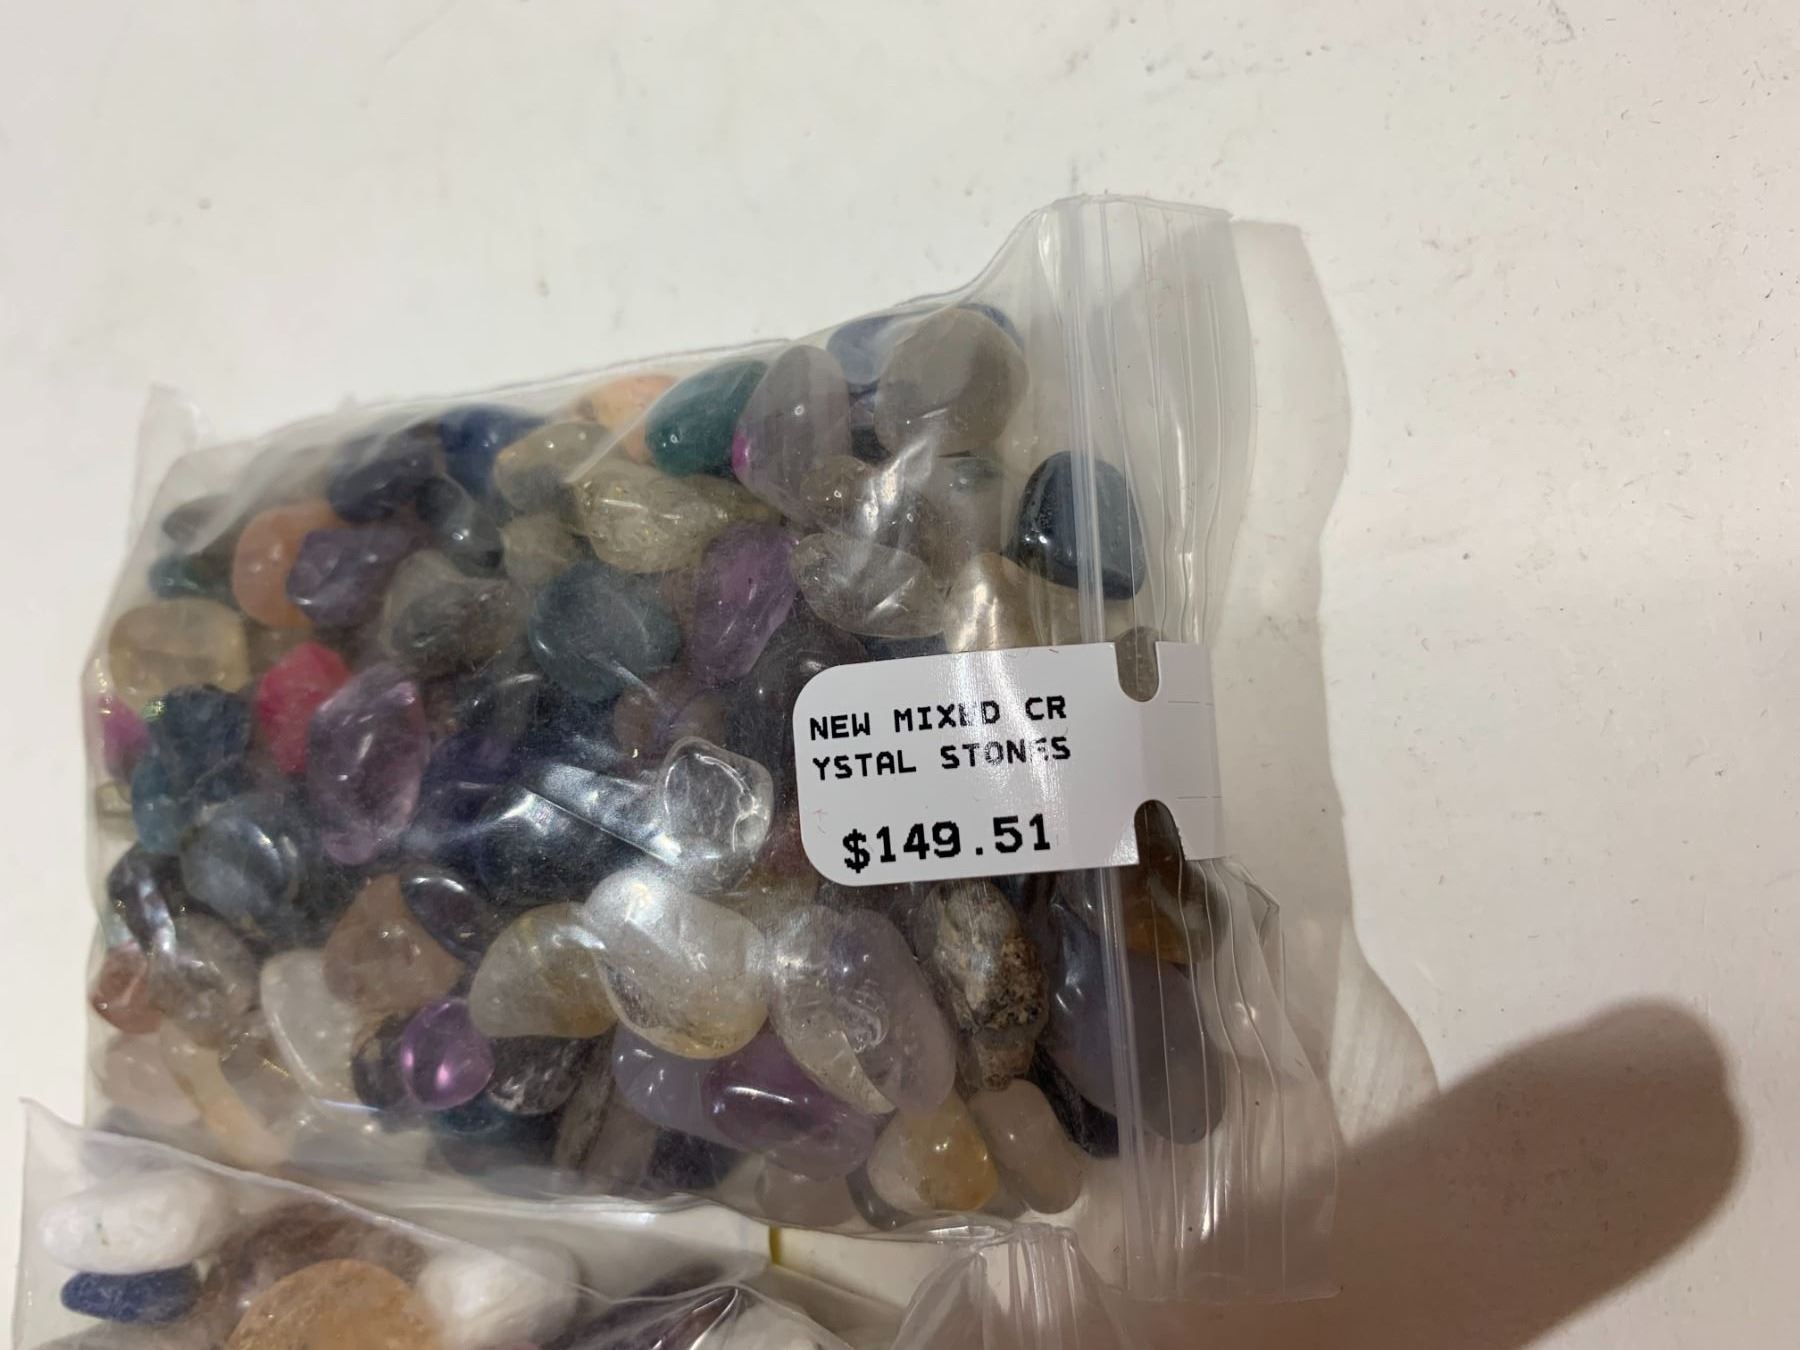 NEW MIXED CR
YSTAL STONES
$149.51